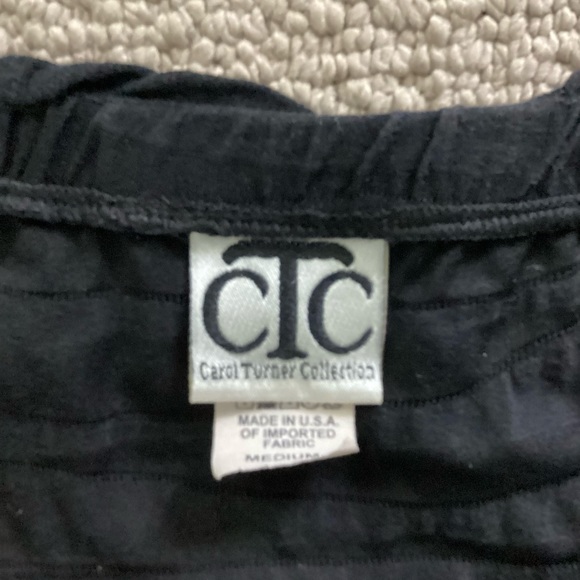 CTC
Carol Turner Collection
MADE IN U.S.A.
OF IMPORTED
FABRIC
MEDIUM